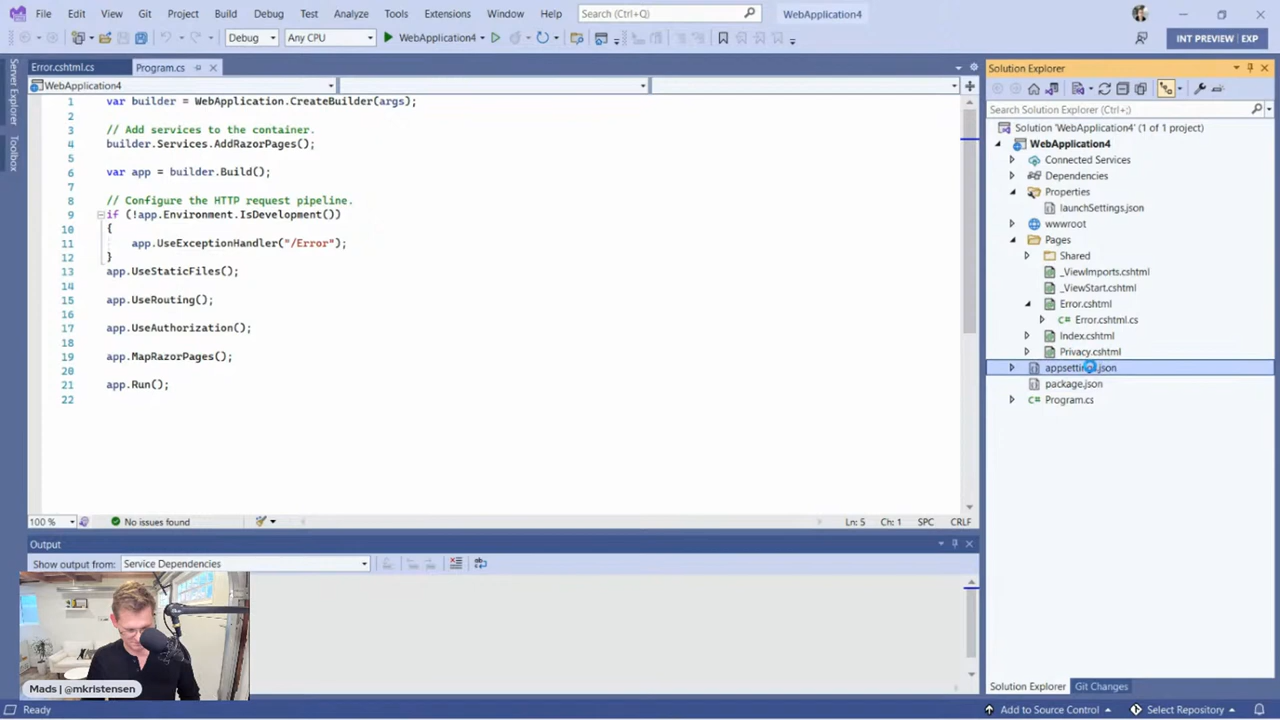 File Edit View Git Project Build Debug Test Analyze Tools Extensions Window Help Search (Ctrl+Q) WebApplication4
Debug Any CPU WebApplication4 INT PREVIEW | EXP
Server Explorer
Toolbox
Error.cshtml.cs Program.cs
WebApplication4
1 var builder = WebApplication.CreateBuilder(args);
2
3 // Add services to the container.
4 builder.Services.AddRazorPages();
5
6 var app = builder.Build();
7
8 // Configure the HTTP request pipeline.
9 if (!app.Environment.IsDevelopment())
10 {
11 app.UseExceptionHandler("/Error");
12 }
13 app.UseStaticFiles();
14
15 app.UseRouting();
16
17 app.UseAuthorization();
18
19 app.MapRazorPages();
20
21 app.Run();
22
100 % No issues found Ln: 5 Ch: 1 SPC CRLF
Output
Show output from: Service Dependencies
Mads | @mkristensen
Solution Explorer
Search Solution Explorer (Ctrl+;)
Solution 'WebApplication4' (1 of 1 project)
WebApplication4
Connected Services
Dependencies
Properties
launchSettings.json
wwwroot
Pages
Shared
_ViewImports.cshtml
_ViewStart.cshtml
Error.cshtml
C# Error.cshtml.cs
Index.cshtml
Privacy.cshtml
appsettings.json
package.json
C# Program.cs
Solution Explorer Git Changes
Ready Add to Source Control Select Repository